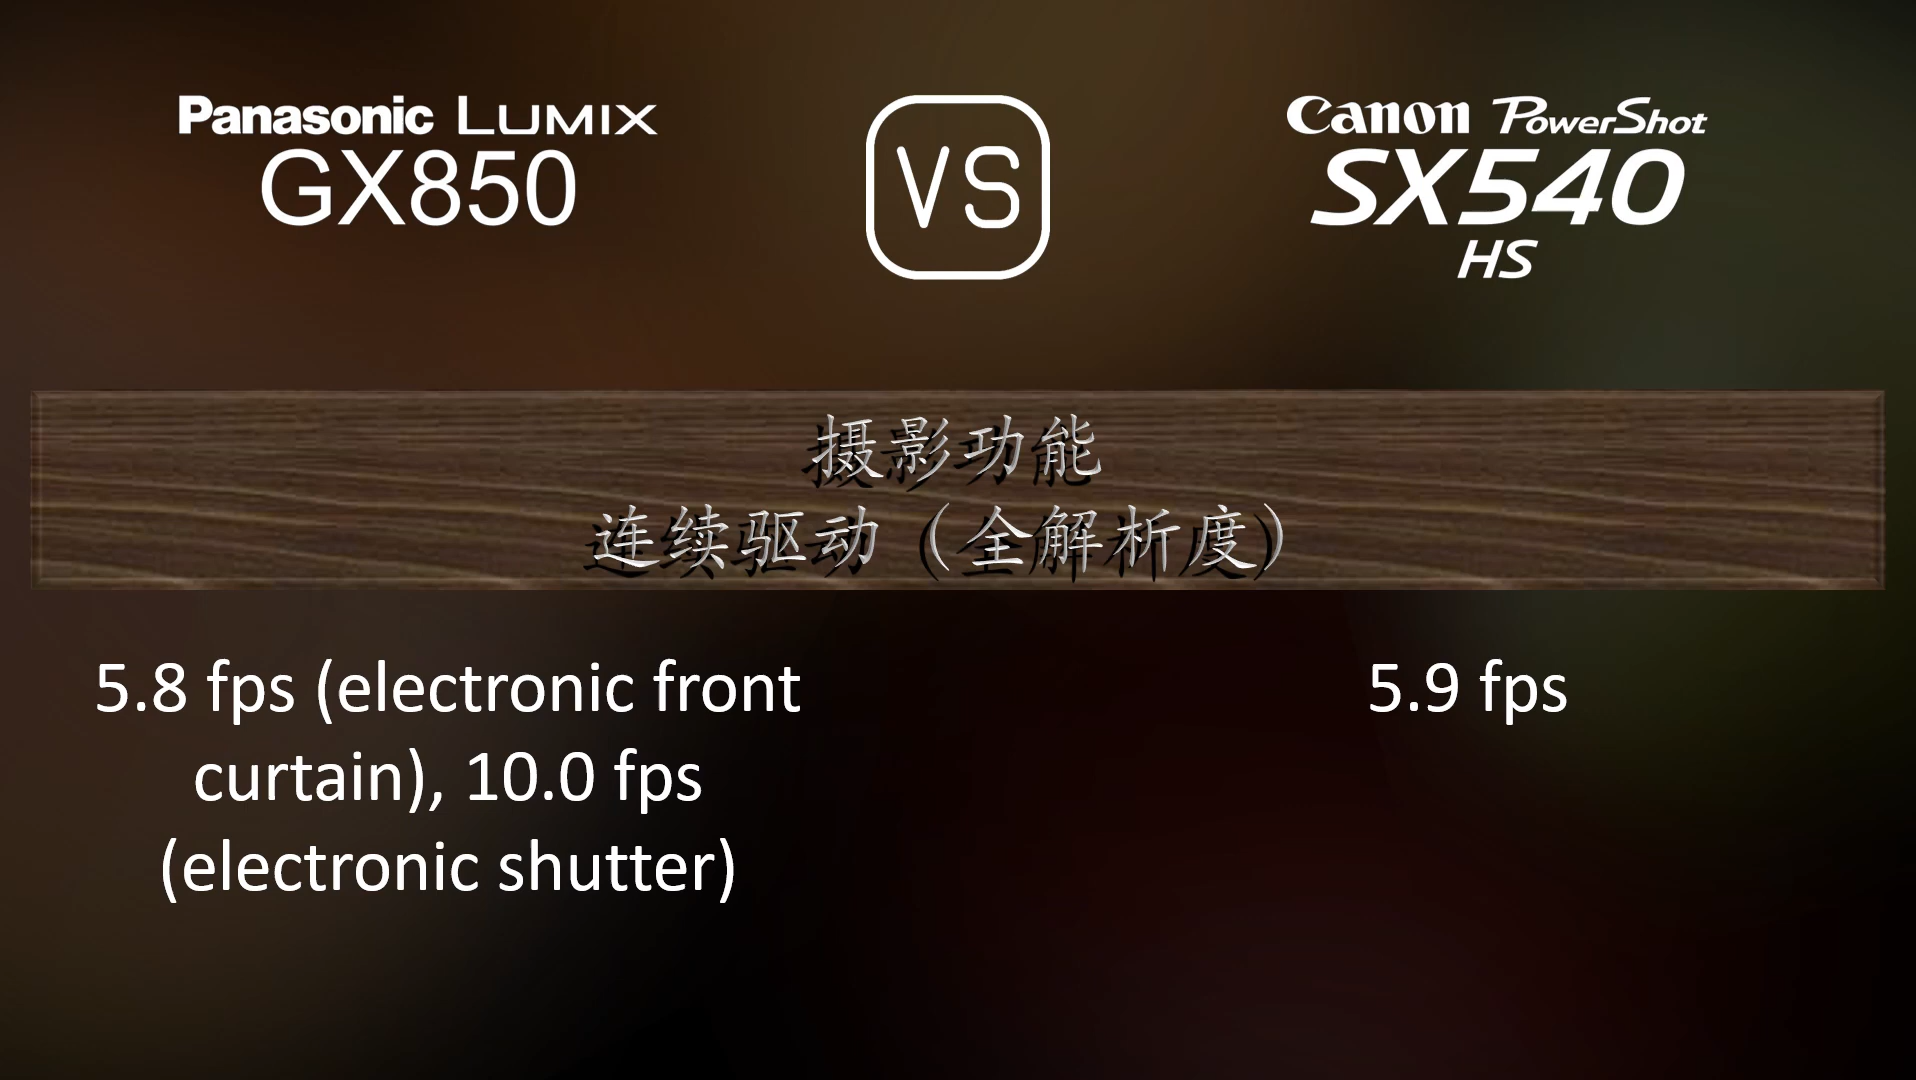 Panasonic LUMIX
GX850
VS
Canon PowerShot
SX540
HS
摄影功能
连续驱动（全解析度）
5.8 fps (electronic front
curtain), 10.0 fps
(electronic shutter)
5.9 fps